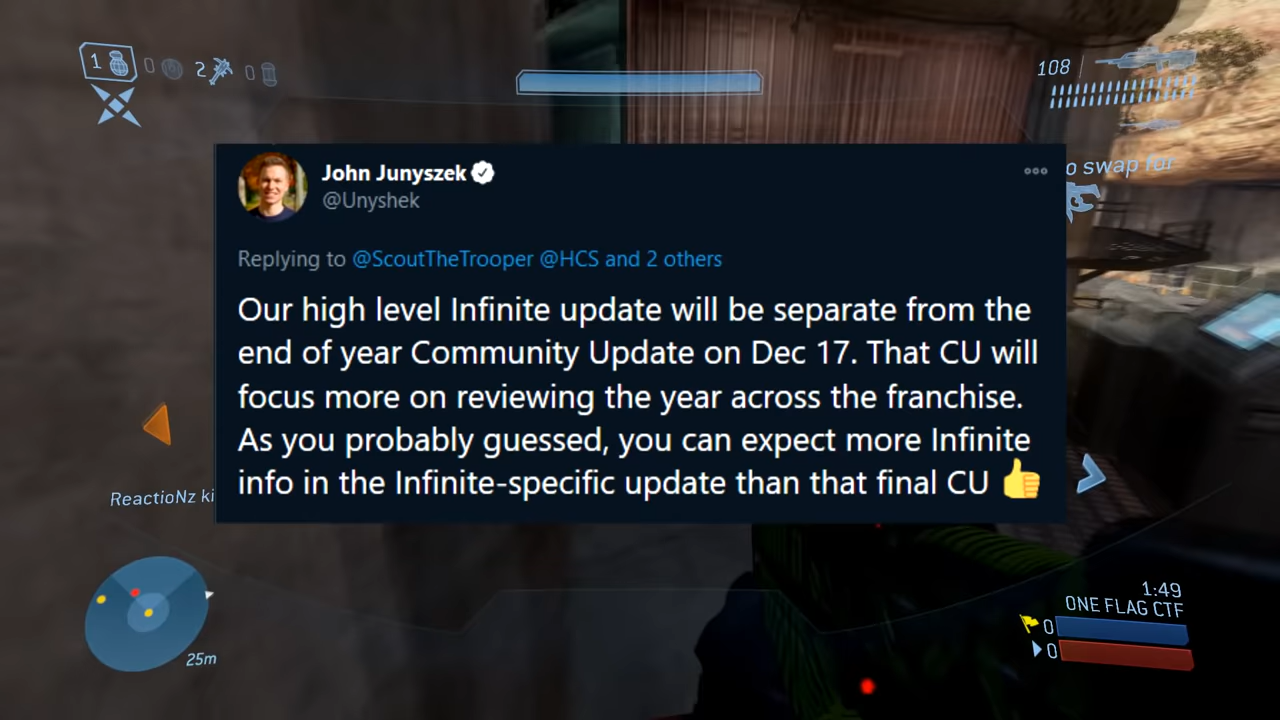 1 0 2 0
108
John Junyszek
@Unyshek
o swap for
Replying to @ScoutTheTrooper @HCS and 2 others
Our high level Infinite update will be separate from the
end of year Community Update on Dec 17. That CU will
focus more on reviewing the year across the franchise.
As you probably guessed, you can expect more Infinite
info in the Infinite-specific update than that final CU 👍
ReactioNz ki
25m
1:49
ONE FLAG CTF
0
0